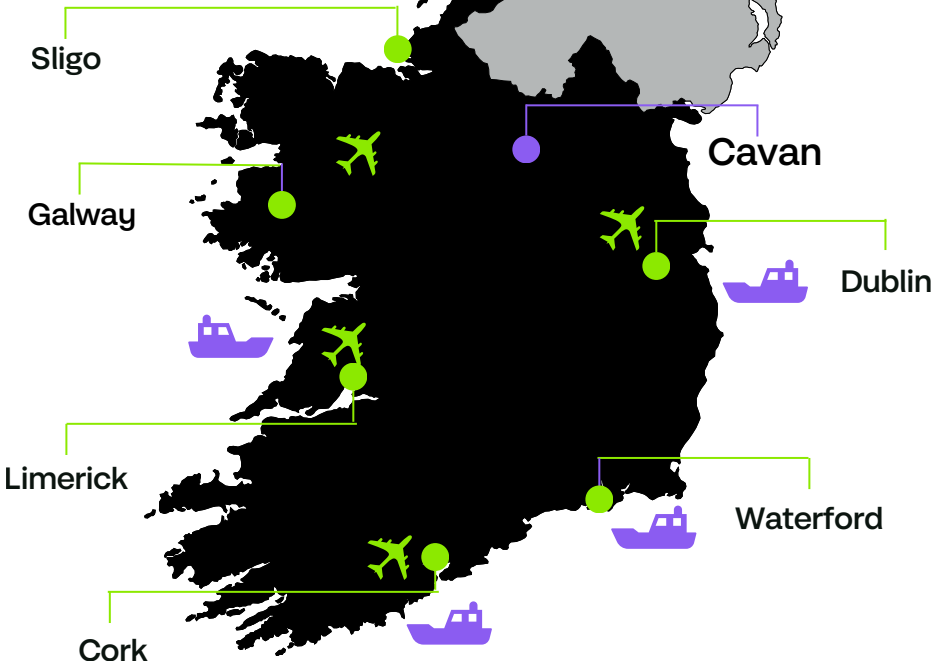 Sligo
Cavan
Galway
Dublin
Limerick
Waterford
Cork